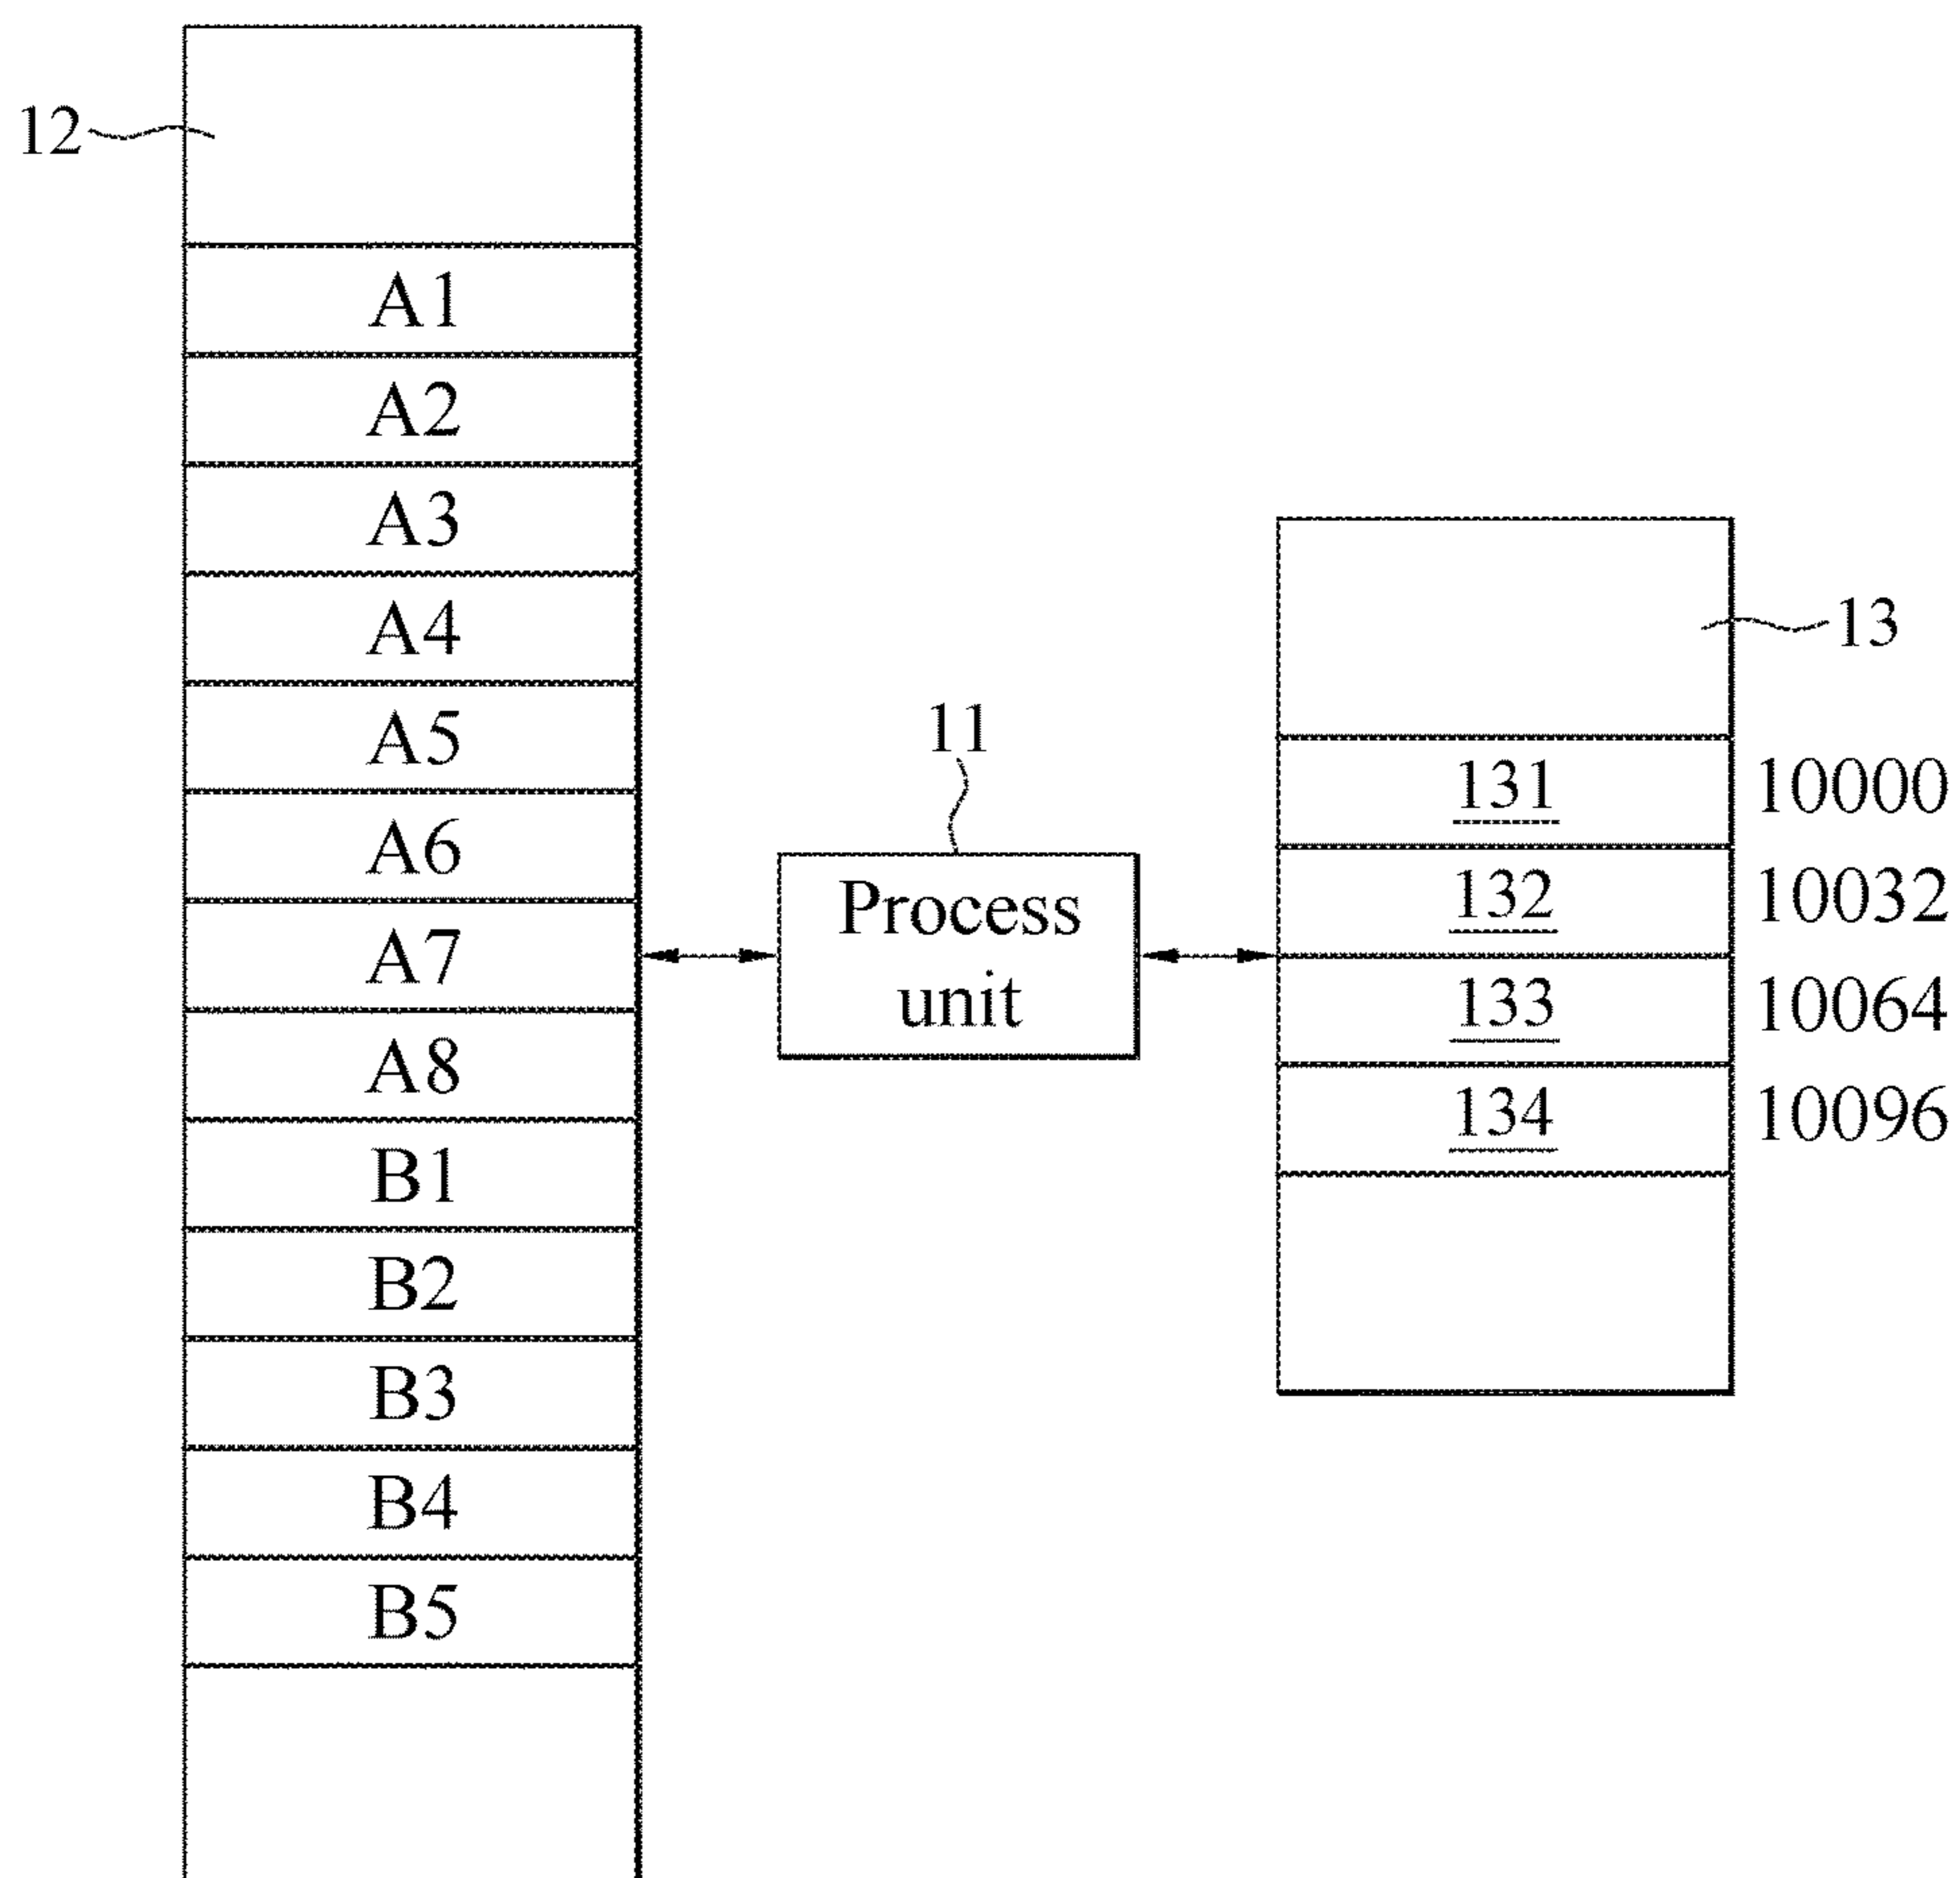 12
A1
A2
A3
A4
A5
A6
A7
A8
B1
B2
B3
B4
B5
11
Process
unit
13
131 10000
132 10032
133 10064
134 10096